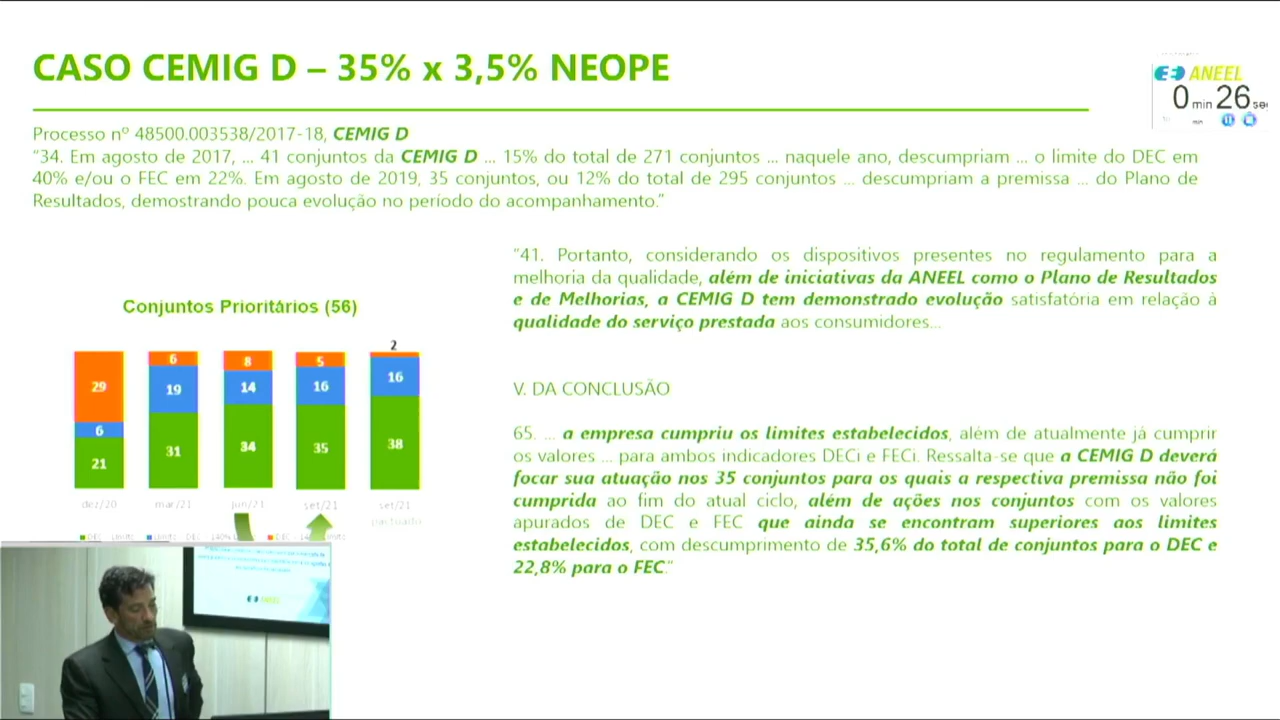 CASO CEMIG D – 35% x 3,5% NEOPE
ANEEL
0 min 26 seg
min
Processo nº 48500.003538/2017-18, CEMIG D
“34. Em agosto de 2017, ... 41 conjuntos da CEMIG D ... 15% do total de 271 conjuntos ... naquele ano, descumpriam ... o limite do DEC em
40% e/ou o FEC em 22%. Em agosto de 2019, 35 conjuntos, ou 12% do total de 295 conjuntos ... descumpriam a premissa ... do Plano de
Resultados, demostrando pouca evolução no período do acompanhamento.”
“41. Portanto, considerando os dispositivos presentes no regulamento para a
melhoria da qualidade, além de iniciativas da ANEEL como o Plano de Resultados
e de Melhorias, a CEMIG D tem demonstrado evolução satisfatória em relação à
qualidade do serviço prestada aos consumidores...
V. DA CONCLUSÃO
65. ... a empresa cumpriu os limites estabelecidos, além de atualmente já cumprir
os valores ... para ambos indicadores DECi e FECi. Ressalta-se que a CEMIG D deverá
focar sua atuação nos 35 conjuntos para os quais a respectiva premissa não foi
cumprida ao fim do atual ciclo, além de ações nos conjuntos com os valores
apurados de DEC e FEC que ainda se encontram superiores aos limites
estabelecidos, com descumprimento de 35,6% do total de conjuntos para o DEC e
22,8% para o FEC.”
Conjuntos Prioritários (56)
29 6 8 5 2
6 19 14 16 16
21 31 34 35 38
dez/20 mar/21 jun/21 set/21 set/21
pactuado
ANEEL